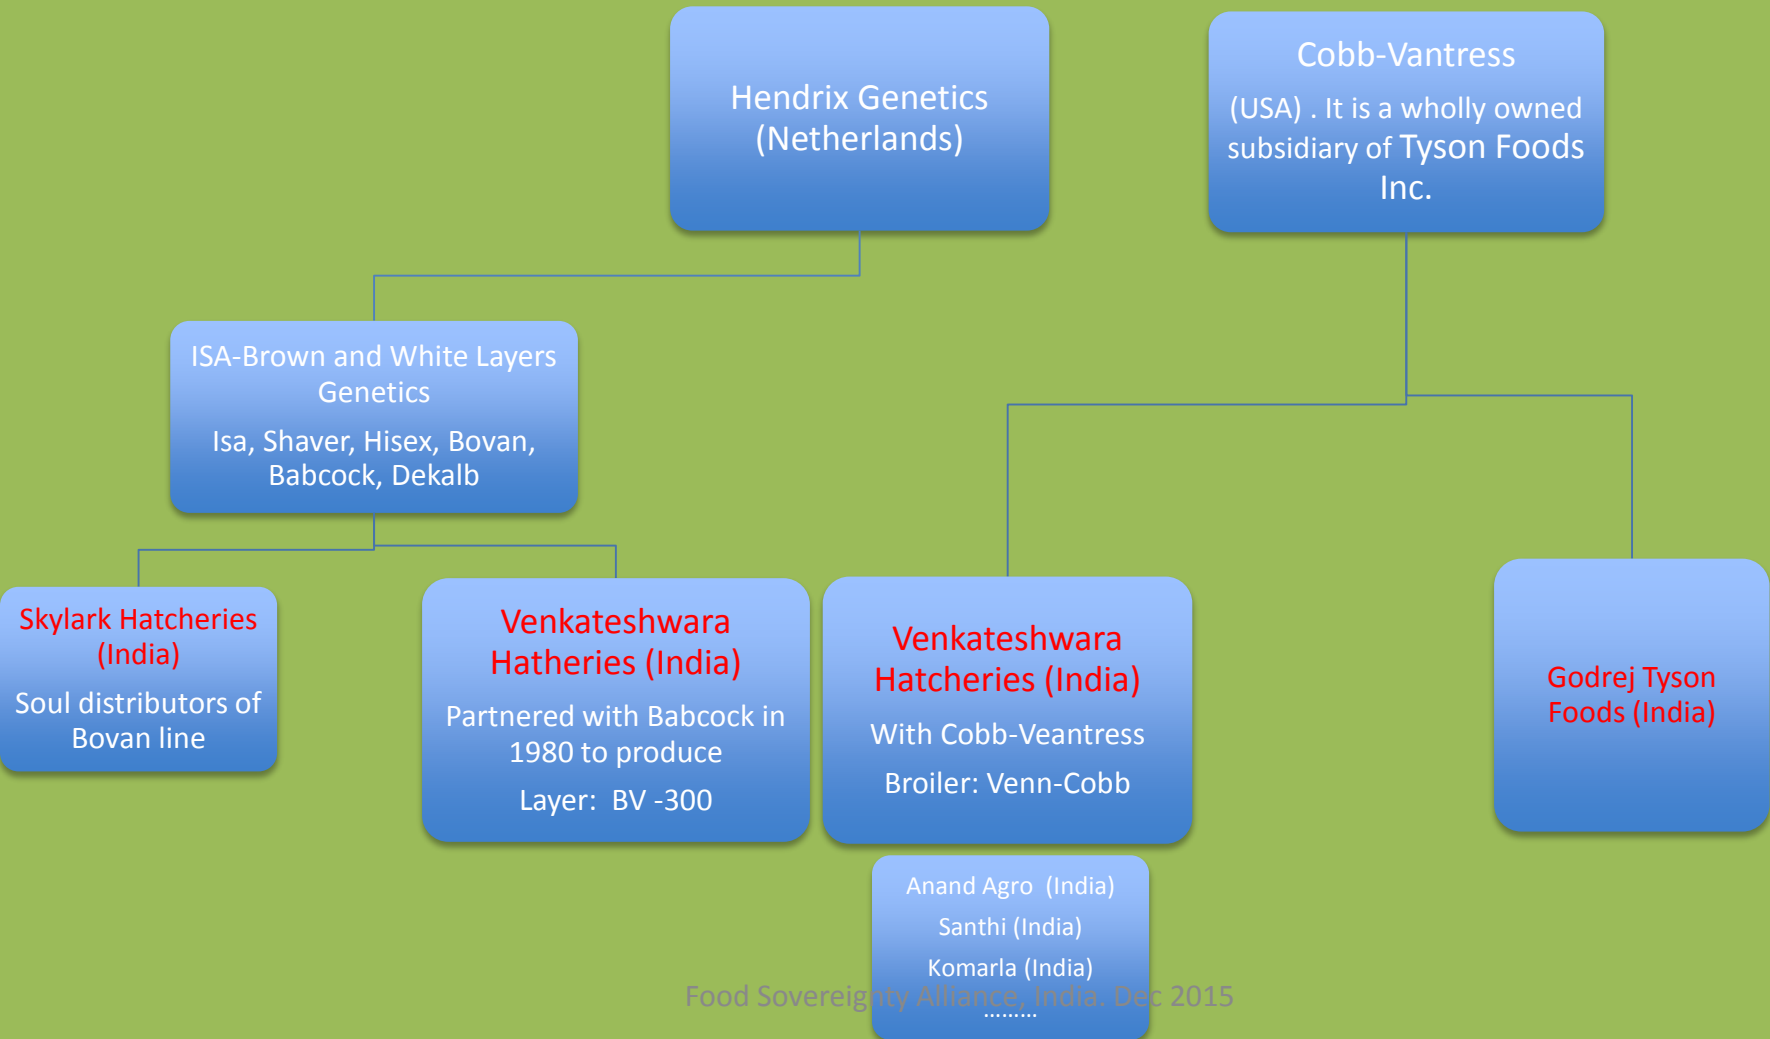 Hendrix Genetics
(Netherlands)
Cobb-Vantress
(USA) . It is a wholly owned
subsidiary of Tyson Foods
Inc.
ISA-Brown and White Layers
Genetics
Isa, Shaver, Hisex, Bovan,
Babcock, Dekalb
Skylark Hatcheries
(India)
Soul distributors of
Bovan line
Venkateshwara
Hatheries (India)
Partnered with Babcock in
1980 to produce
Layer: BV -300
Venkateshwara
Hatcheries (India)
With Cobb-Veantress
Broiler: Venn-Cobb
Godrej Tyson
Foods (India)
Anand Agro (India)
Santhi (India)
Komarla (India)
.........
Food Sovereignty Alliance, India. Dec 2015